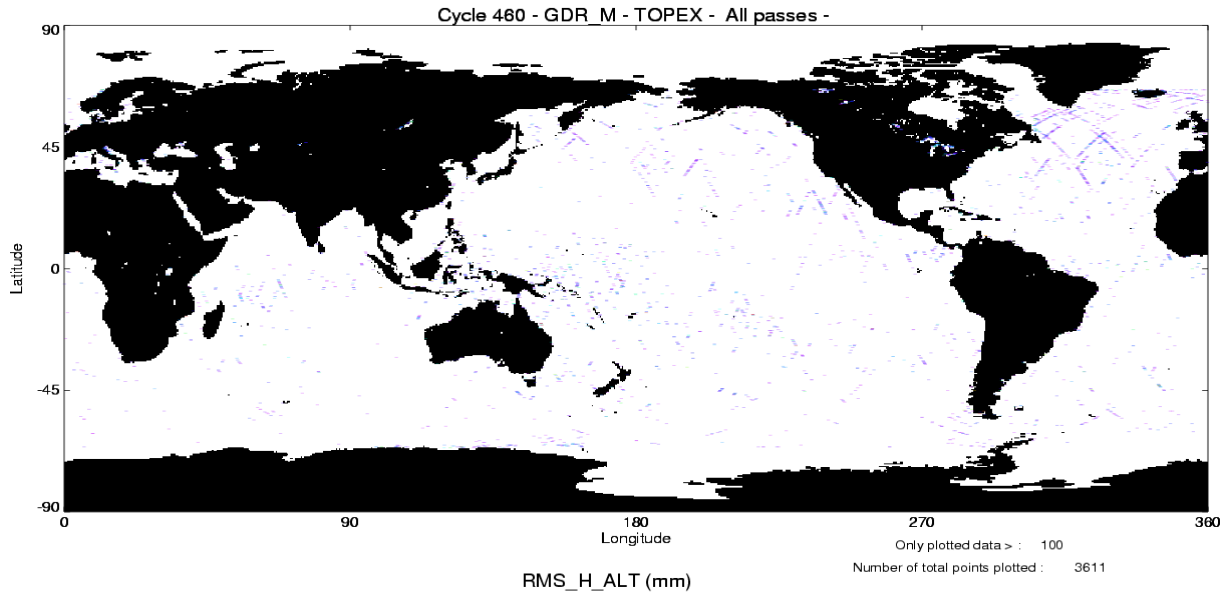 Cycle 460 - GDR_M - TOPEX - All passes -
90
45
0
-45
-90
Latitude
0 90 180 270 360
Longitude
Only plotted data > : 100
Number of total points plotted : 3611
RMS_H_ALT (mm)